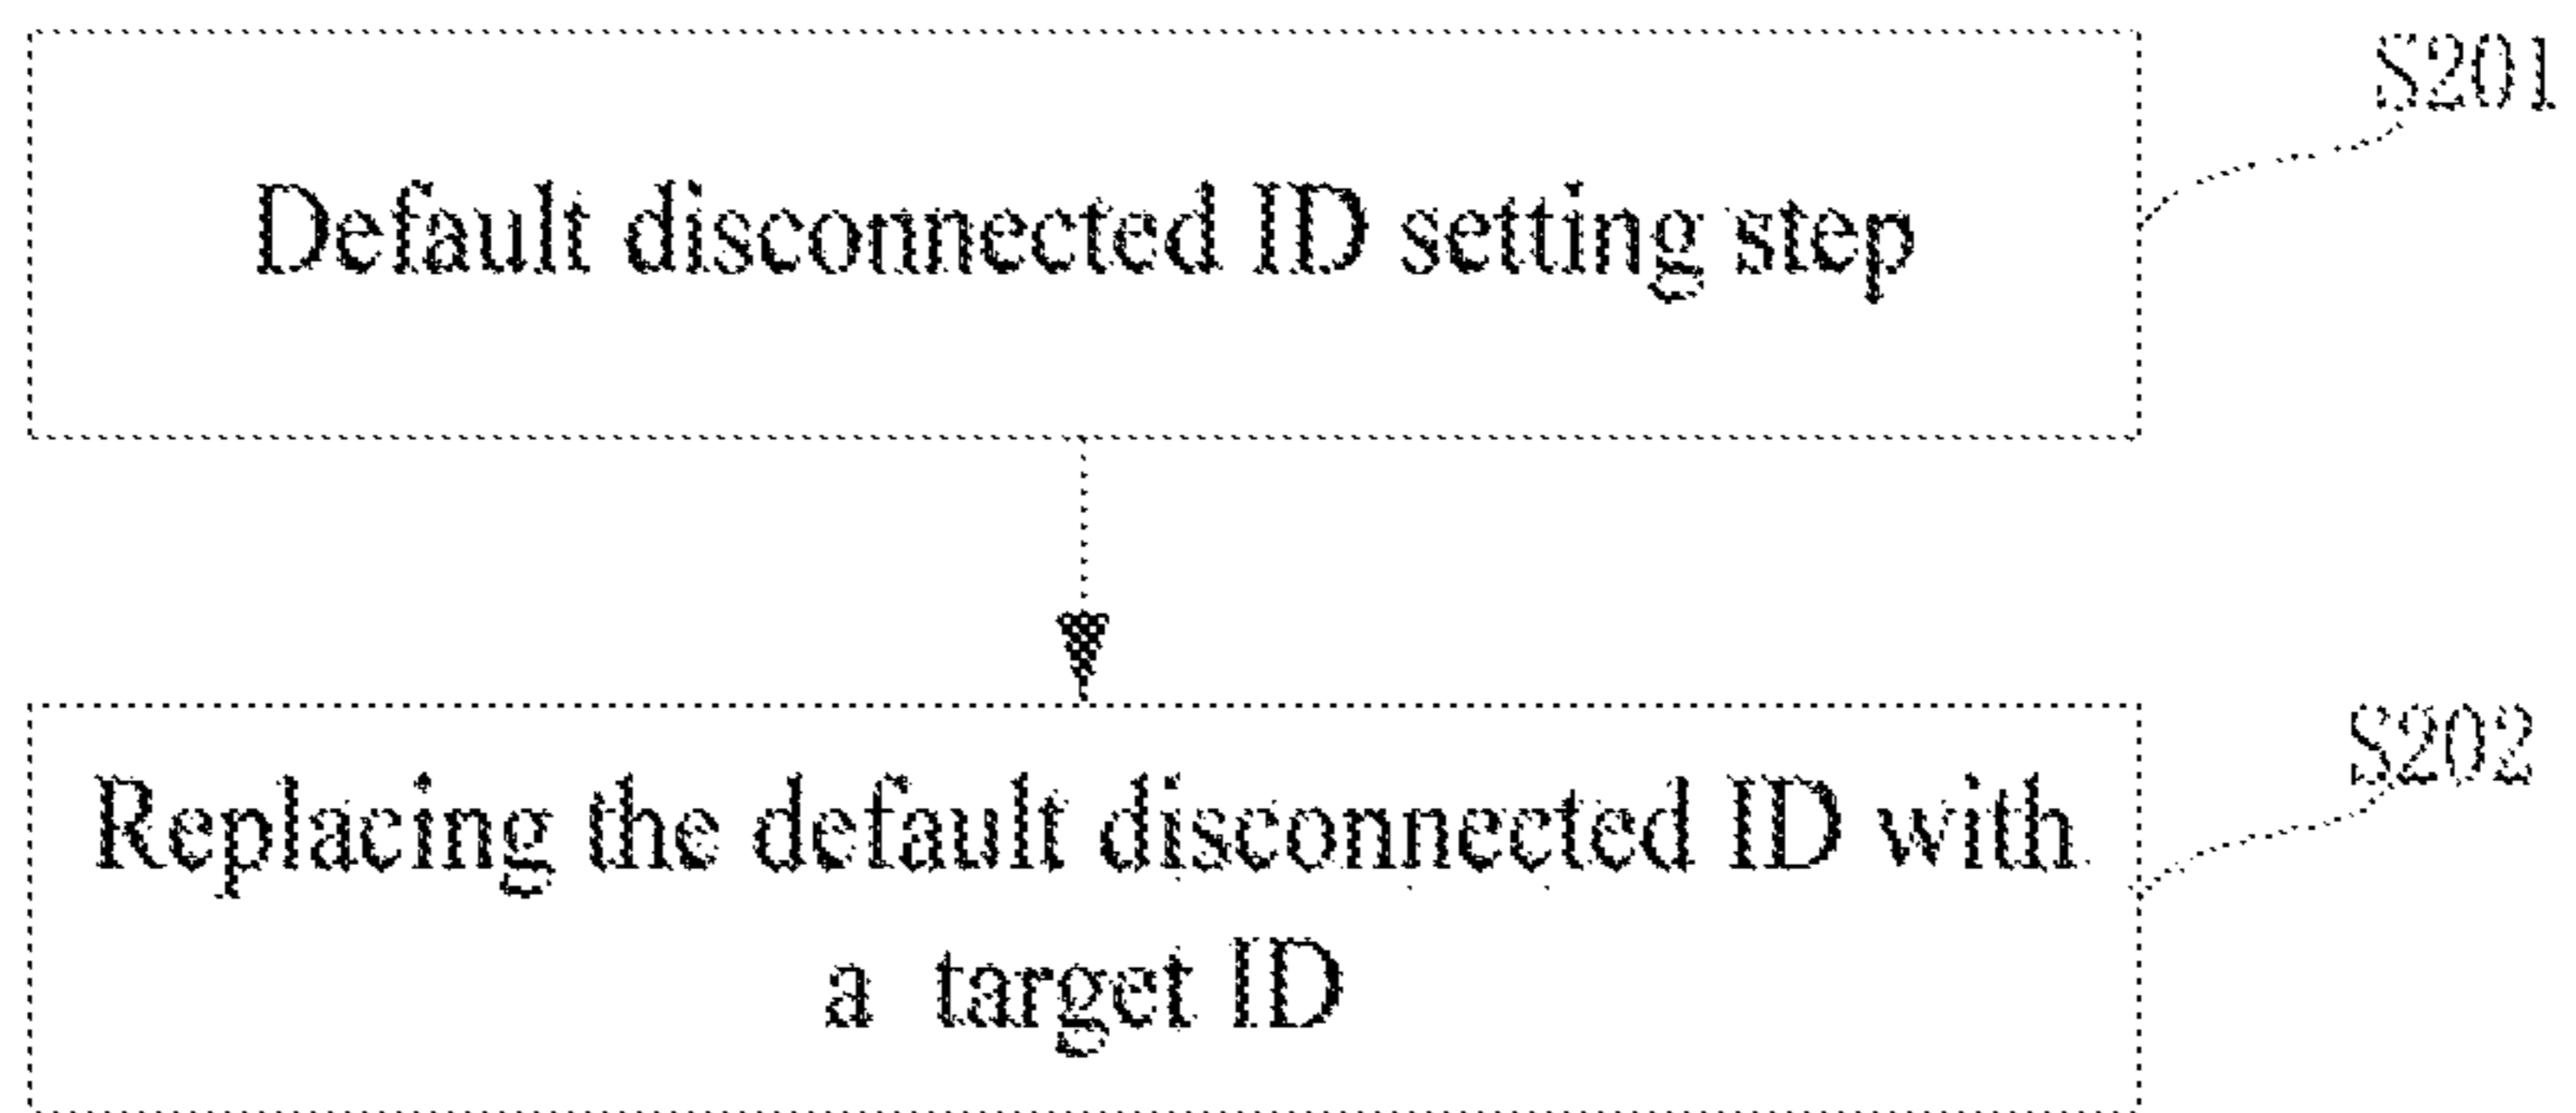 S201
Default disconnected ID setting step
S202
Replacing the default disconnected ID with
a target ID